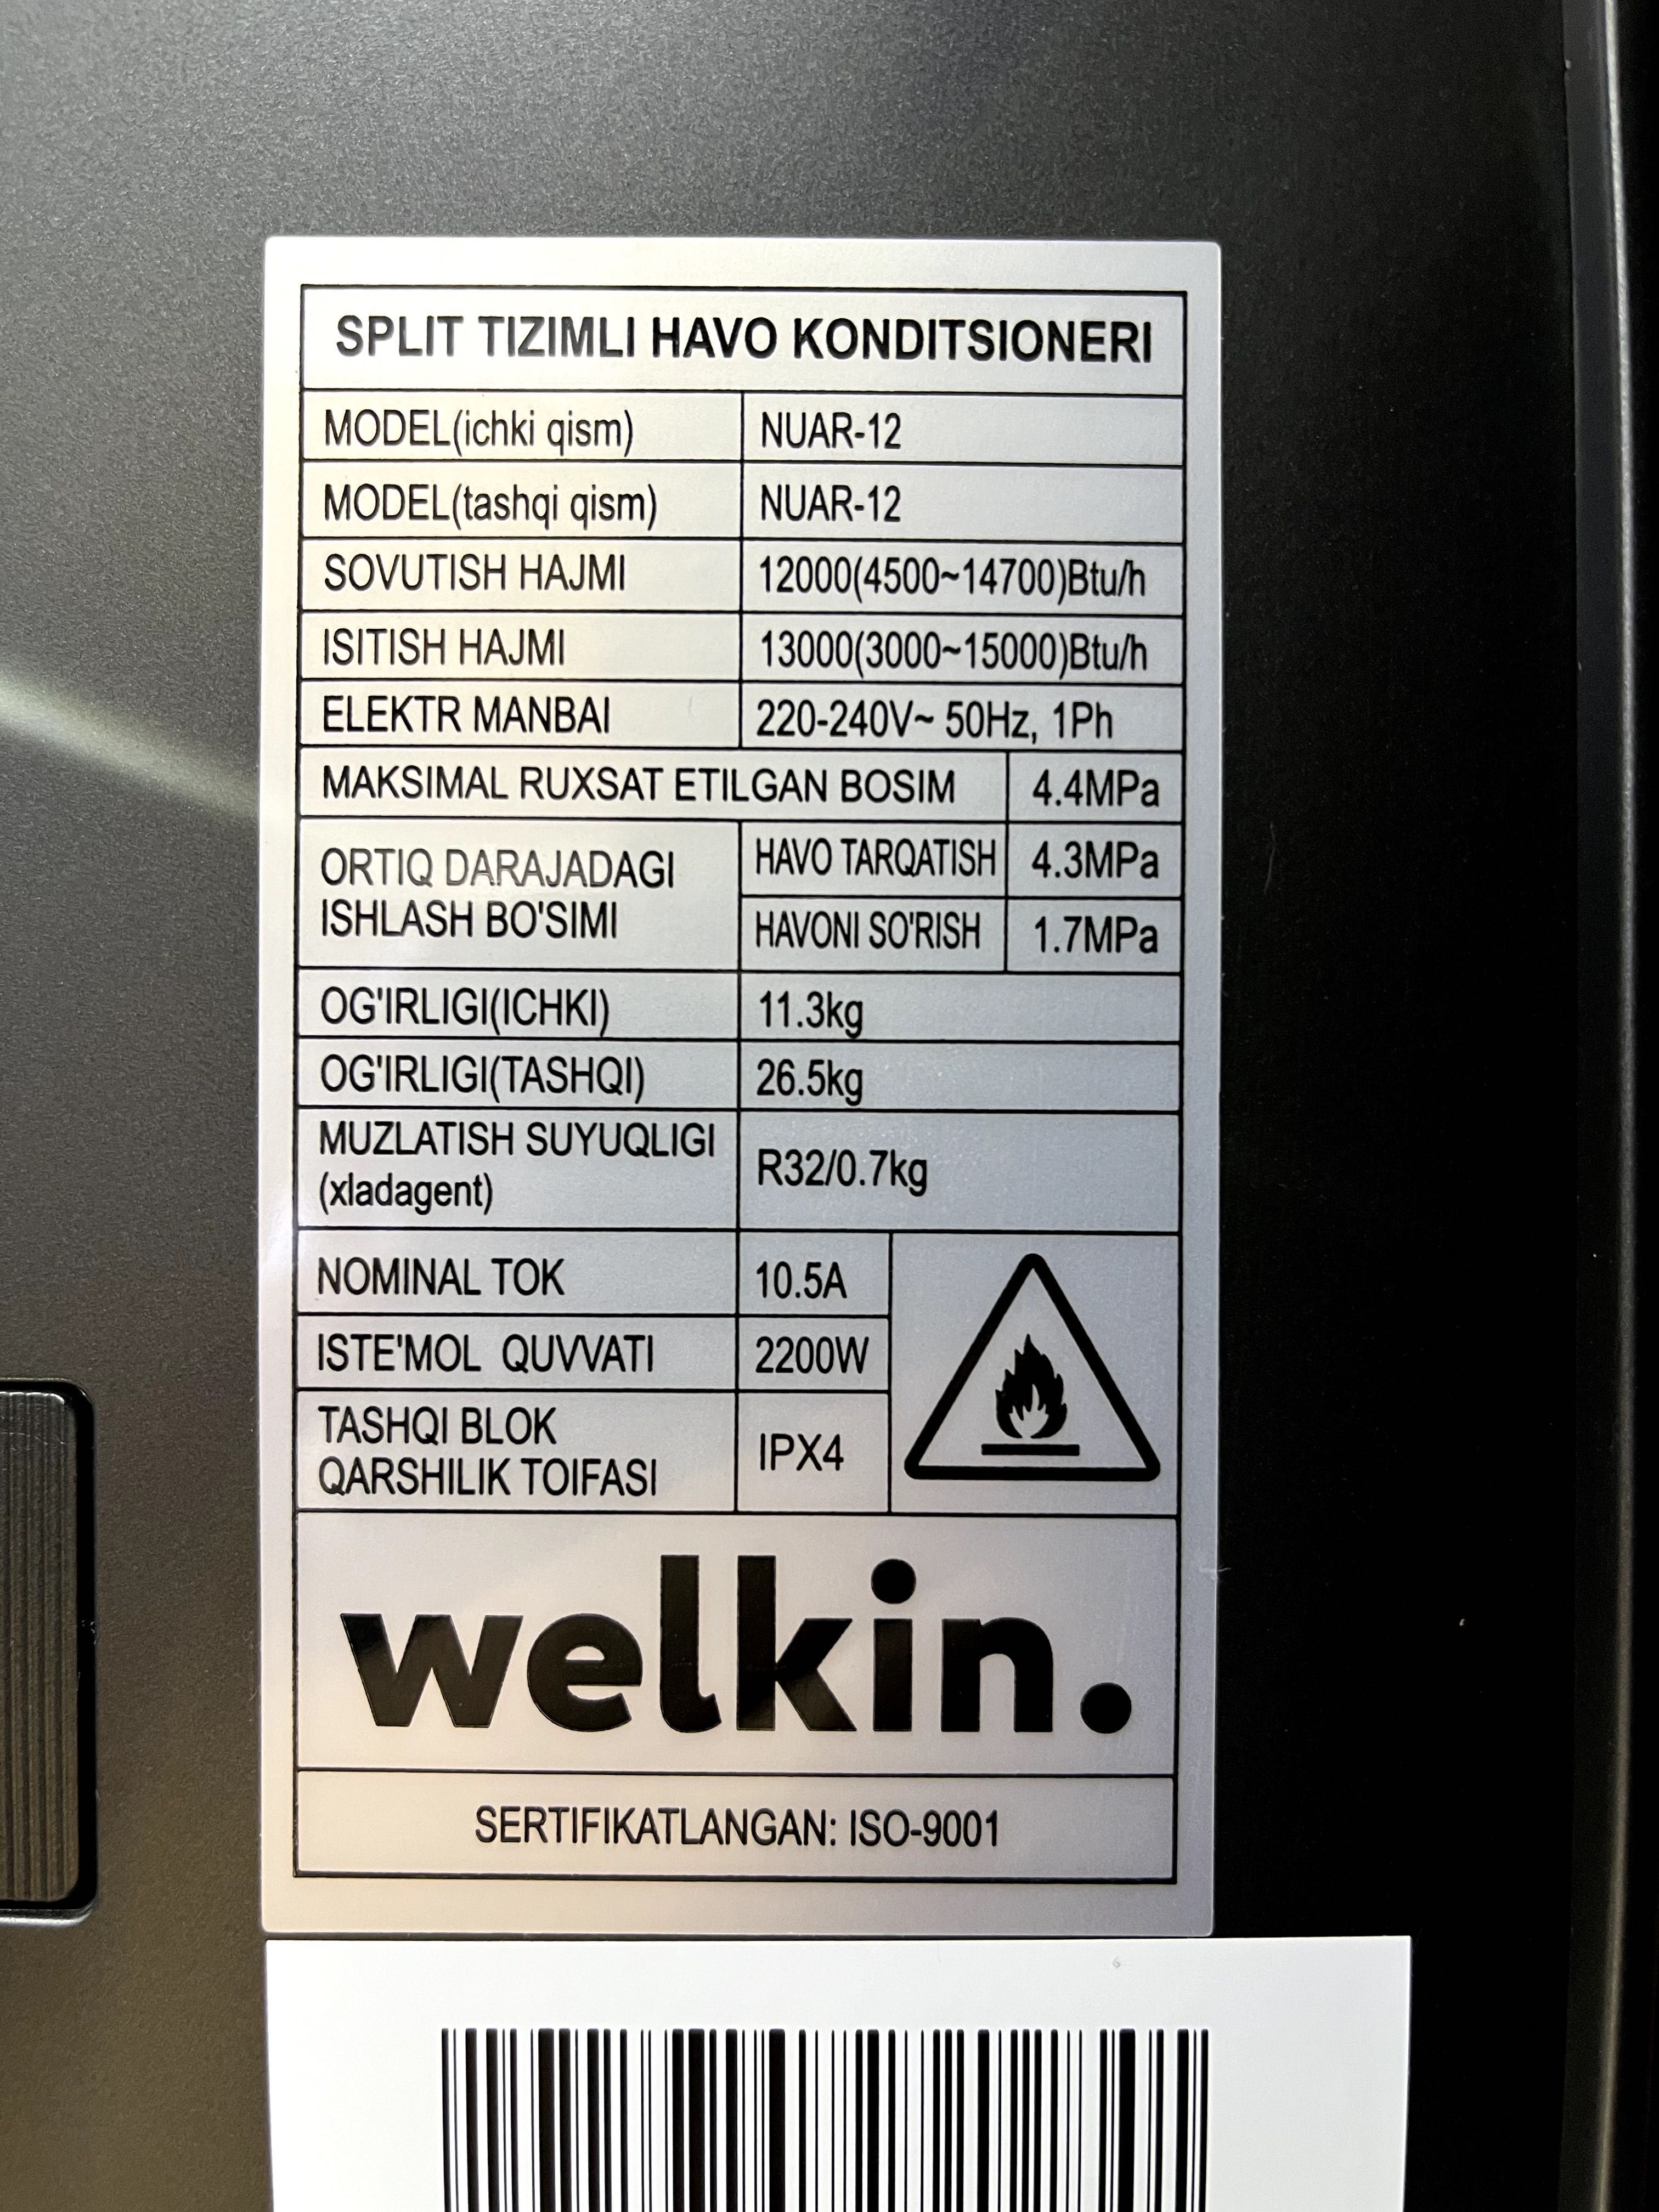 SPLIT TIZIMLI HAVO KONDITSIONERI
MODEL(ichki qism) NUAR-12
MODEL(tashqi qism) NUAR-12
SOVUTISH HAJMI 12000(4500~14700)Btu/h
ISITISH HAJMI 13000(3000~15000)Btu/h
ELEKTR MANBAI 220-240V~ 50Hz, 1Ph
MAKSIMAL RUXSAT ETILGAN BOSIM 4.4MPa
ORTIQ DARAJADAGI
ISHLASH BO'SIMI
HAVO TARQATISH 4.3MPa
HAVONI SO'RISH 1.7MPa
OG'IRLIGI(ICHKI) 11.3kg
OG'IRLIGI(TASHQI) 26.5kg
MUZLATISH SUYUQLIGI
(xladagent)
R32/0.7kg
NOMINAL TOK 10.5A
ISTE'MOL QUVVATI 2200W
TASHQI BLOK
QARSHILIK TOIFASI
IPX4
welkin.
SERTIFIKATLANGAN: ISO-9001